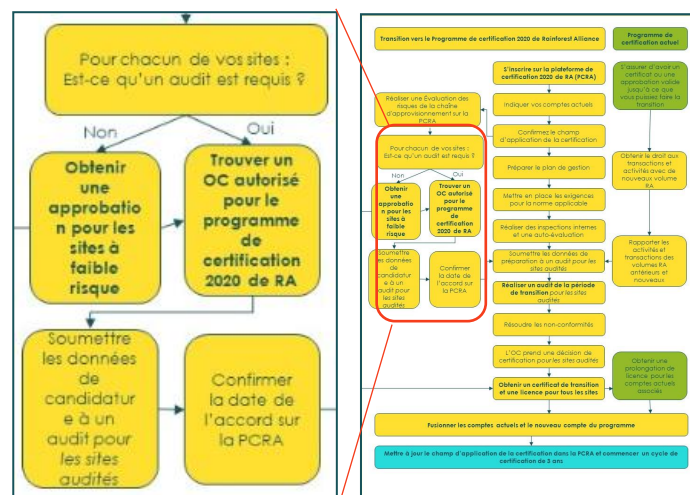 Pour chacun de vos sites :
Est-ce qu'un audit est requis ?
Non
Oui
Obtenir
une
approbatio
n pour les
sites à
faible
risque
Trouver un
OC autorisé
pour le
programme
de
certification
2020 de RA
Soumettre
les données
de
candidatur
e à un
audit pour
les sites
audités
Confirmer
la date de
l'accord sur
la PCRA
Transition vers le Programme de certification 2020 de Rainforest Alliance
Programme de
certification actuel
S'inscrire sur la plateforme de
certification 2020 de RA (PCRA)
S'assurer d'avoir un
certificat ou une
approbation valide
jusqu'à ce que
vous puissiez faire la
transition
Réaliser une Évaluation des
risques de la chaîne
d'approvisionnement sur la
PCRA
Indiquer vos comptes actuels
Confirmez le champ
d'application de la certification
Pour chacun de vos sites :
Est-ce qu'un audit est requis ?
Non
Oui
Préparer le plan de gestion
Obtenir le droit aux
transactions et
activités avec de
nouveaux volume
RA
Obtenir
une
approbation
pour les
sites à faible
risque
Trouver un
OC autorisé
pour le
programme de
certification
2020 de RA
Mettre en place les exigences
pour la norme applicable
Réaliser des inspections internes
et une auto-évaluation
Soumettre
les données
de
candidatur
e à un audit
pour les sites
audités
Confirmer
la date de
l'accord sur
la PCRA
Soumettre les données de
préparation à un audit pour les
sites audités
Rapporter les
activités et
transactions des
volumes RA
antérieurs et
nouveaux
Réaliser un audit de la période
de transition pour les sites
audités
Résoudre les non-conformités
L'OC prend une décision de
certification pour les sites audités
Obtenir une
prolongation de
licence pour les
comptes actuels
associés
Obtenir un certificat de transition
et une licence pour tous les sites
Fusionner les comptes actuels et le nouveau compte du programme
Mettre à jour le champ d'application de la certification dans la PCRA et commencer un cycle de
certification de 3 ans